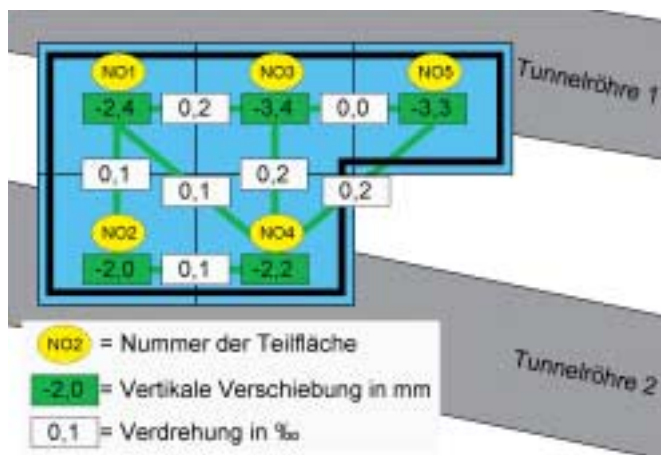 NO1 NO3 NO5
Tunnelröhre 1
-2,4 0,2 -3,4 0,0 -3,3
0,1 0,1 0,2 0,2
NO2 NO4
-2,0 0,1 -2,2
NO2 = Nummer der Teilfläche
-2,0 = Vertikale Verschiebung in mm
0,1 = Verdrehung in ‰
Tunnelröhre 2